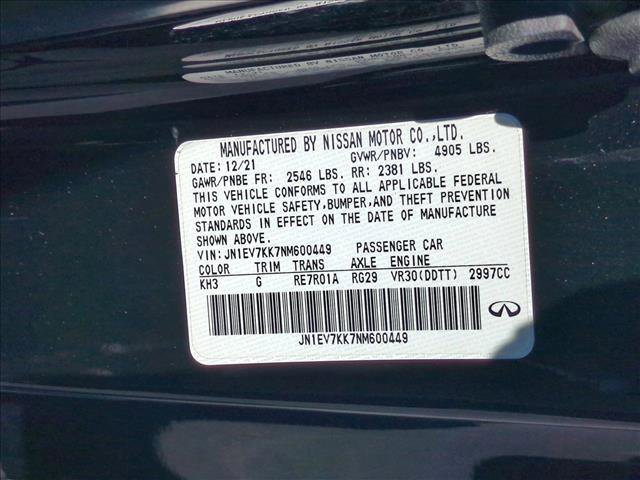 MANUFACTURED BY NISSAN MOTOR CO.,LTD.
DATE: 12/21 GVWR/PNBV: 4905 LBS.
GAWR/PNBE FR: 2546 LBS. RR: 2381 LBS.
THIS VEHICLE CONFORMS TO ALL APPLICABLE FEDERAL
MOTOR VEHICLE SAFETY,BUMPER,AND THEFT PREVENTION
STANDARDS IN EFFECT ON THE DATE OF MANUFACTURE
SHOWN ABOVE.
VIN: JN1EV7KK7NM600449 PASSENGER CAR
COLOR TRIM TRANS AXLE ENGINE
KH3 G RE7R01A RG29 VR30(DDTT) 2997CC
JN1EV7KK7NM600449